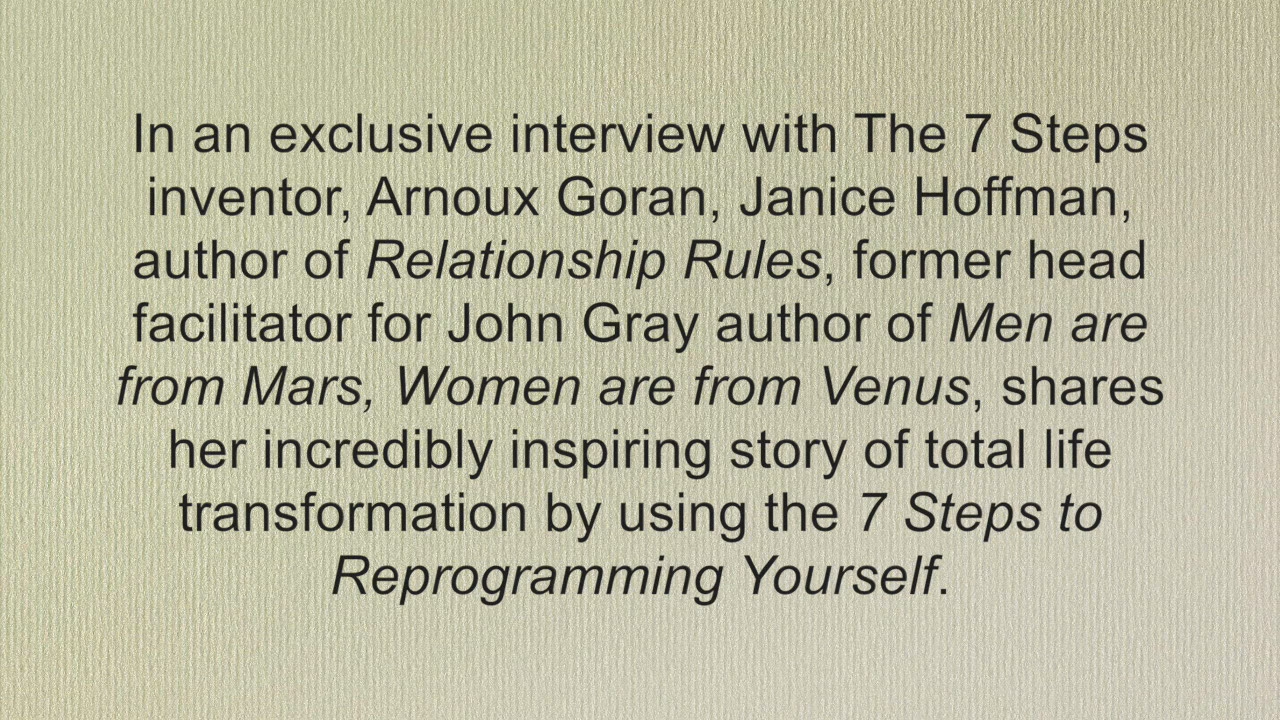 In an exclusive interview with The 7 Steps
inventor, Arnoux Goran, Janice Hoffman,
author of Relationship Rules, former head
facilitator for John Gray author of Men are
from Mars, Women are from Venus, shares
her incredibly inspiring story of total life
transformation by using the 7 Steps to
Reprogramming Yourself.